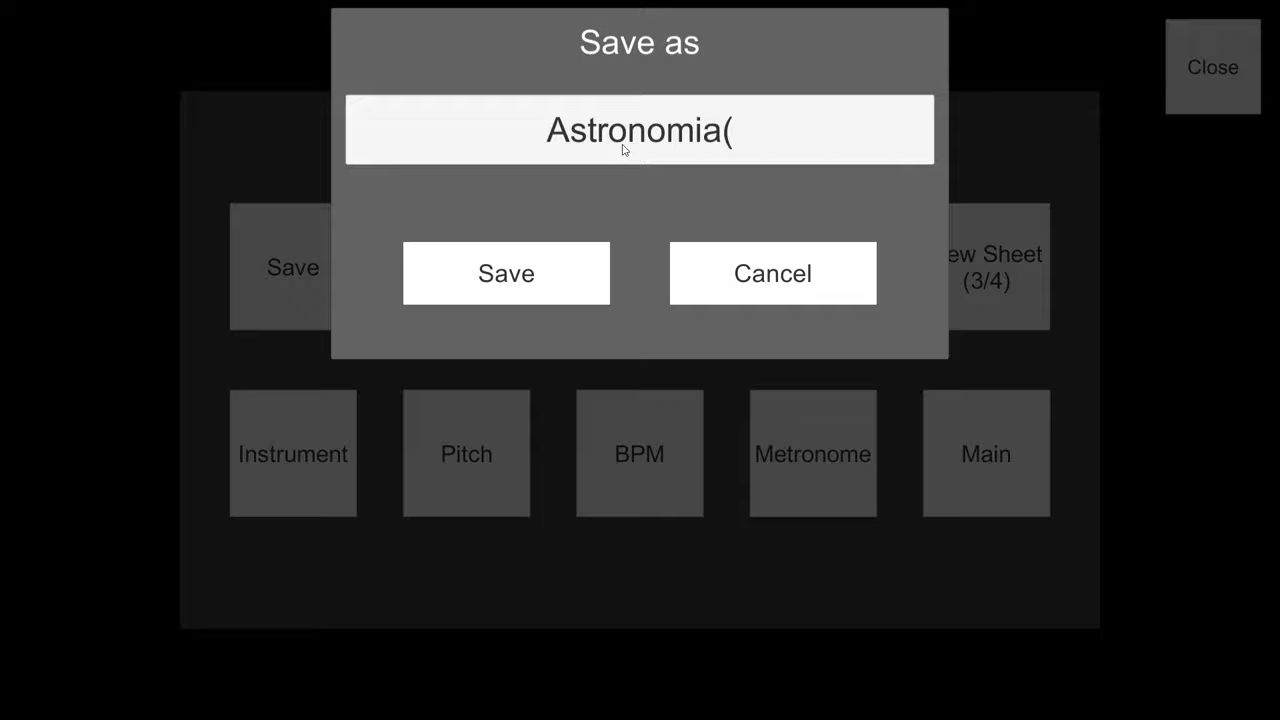 Save as
Close
Astronomia(
Save
Save
Cancel
ew Sheet
(3/4)
Instrument
Pitch
BPM
Metronome
Main